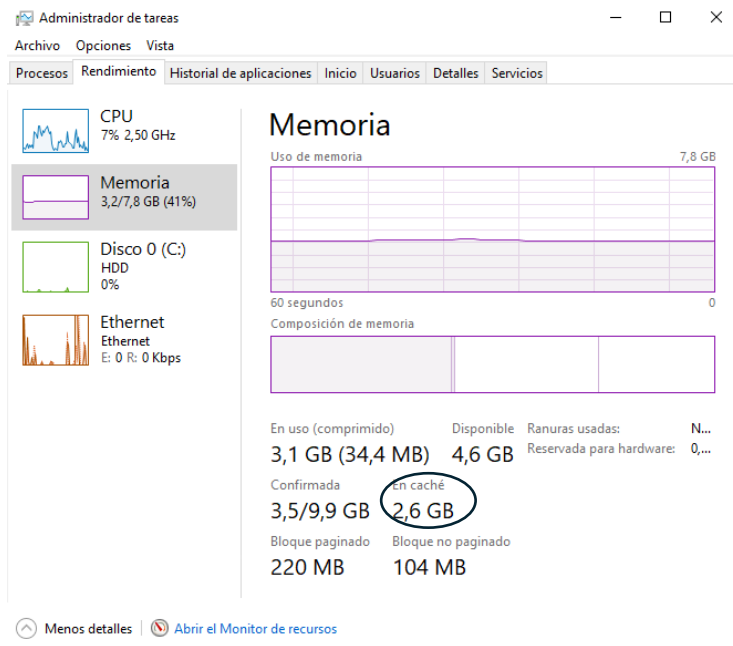 Administrador de tareas
Archivo Opciones Vista
Procesos Rendimiento Historial de aplicaciones Inicio Usuarios Detalles Servicios
CPU
7% 2,50 GHz
Memoria
3,2/7,8 GB (41%)
Disco 0 (C:)
HDD
0%
Ethernet
Ethernet
E: 0 R: 0 Kbps
Memoria
Uso de memoria 7,8 GB
60 segundos 0
Composición de memoria
En uso (comprimido) Disponible
3,1 GB (34,4 MB) 4,6 GB
Confirmada En caché
3,5/9,9 GB 2,6 GB
Bloque paginado Bloque no paginado
220 MB 104 MB
Ranuras usadas: N...
Reservada para hardware: 0,...
Menos detalles Abrir el Monitor de recursos